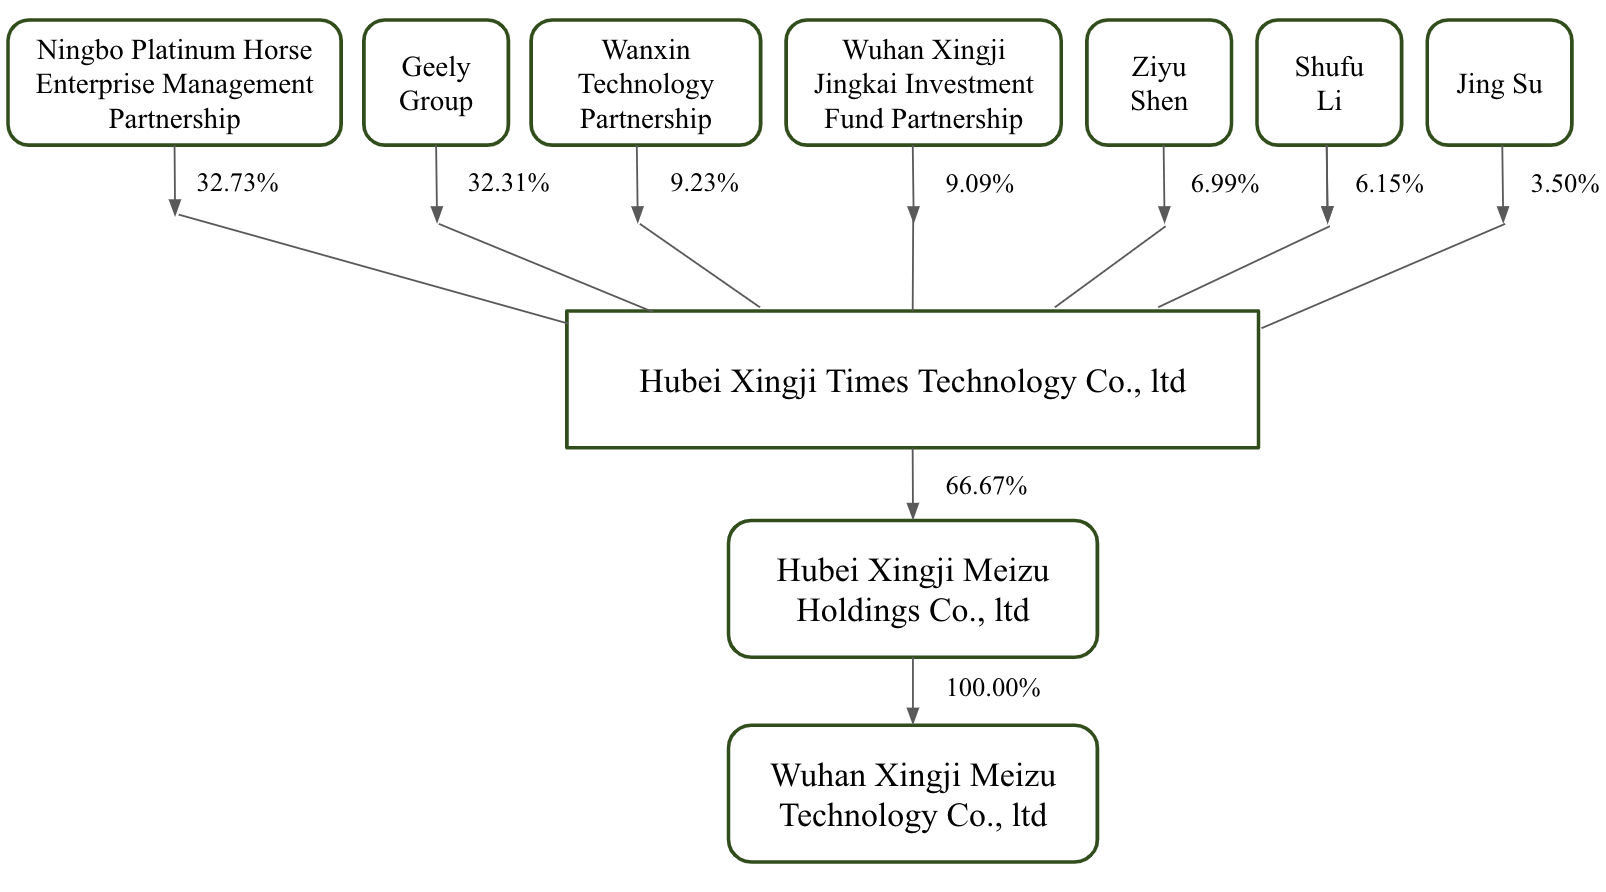 Ningbo Platinum Horse
Enterprise Management
Partnership
Geely
Group
Wanxin
Technology
Partnership
Wuhan Xingji
Jingkai Investment
Fund Partnership
Ziyu
Shen
Shufu
Li
Jing Su
32.73%
32.31%
9.23%
9.09%
6.99%
6.15%
3.50%
Hubei Xingji Times Technology Co., ltd
66.67%
Hubei Xingji Meizu
Holdings Co., ltd
100.00%
Wuhan Xingji Meizu
Technology Co., ltd